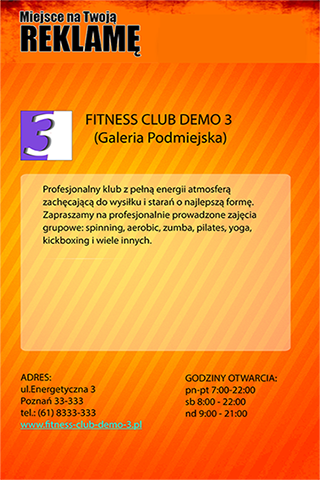 Miejsce na Twoją
REKLAMĘ
3
FITNESS CLUB DEMO 3
(Galeria Podmiejska)
Profesjonalny klub z pełną energii atmosferą
zachęcającą do wysiłku i starań o najlepszą formę.
Zapraszamy na profesjonalnie prowadzone zajęcia
grupowe: spinning, aerobic, zumba, pilates, yoga,
kickboxing i wiele innych.
ADRES:
ul.Energetyczna 3
Poznań 33-333
tel.: (61) 8333-333
www.fitness-club-demo-3.pl
GODZINY OTWARCIA:
pn-pt 7:00-22:00
sb 8:00 - 22:00
nd 9:00 - 21:00